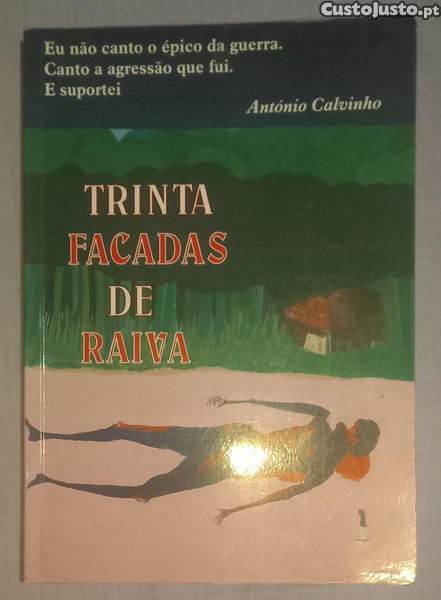 CustoJusto.pt
Eu não canto o épico da guerra.
Canto a agressão que fui.
E suportei
António Calvinho
TRINTA
FACADAS
DE
RAIVA